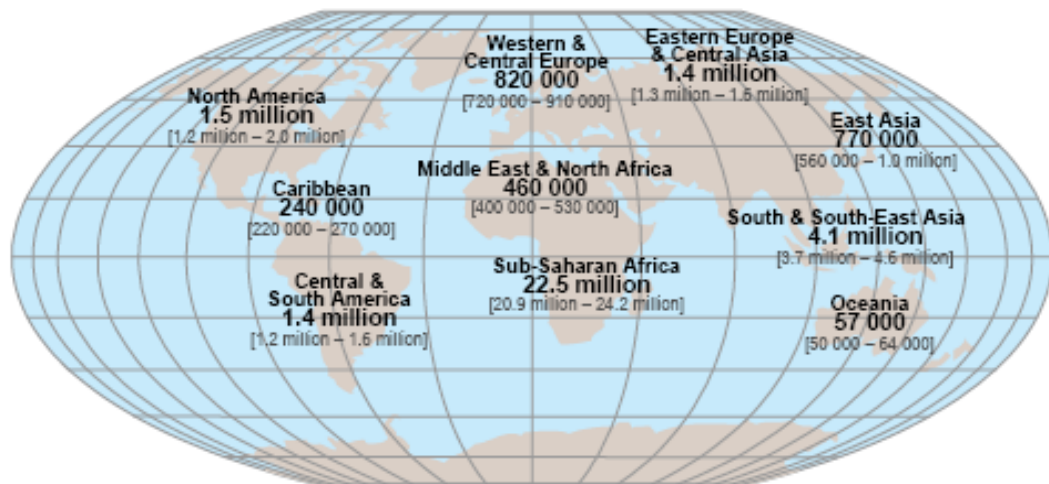 Western &
Central Europe
820 000
[720 000 – 910 000]
Eastern Europe
& Central Asia
1.4 million
[1.3 million – 1.6 million]
North America
1.5 million
[1.2 million – 2.0 million]
East Asia
770 000
[560 000 – 1.0 million]
Middle East & North Africa
460 000
[400 000 – 530 000]
Caribbean
240 000
[220 000 – 270 000]
South & South-East Asia
4.1 million
[3.7 million – 4.6 million]
Sub-Saharan Africa
22.5 million
[20.9 million – 24.2 million]
Central &
South America
1.4 million
[1.2 million – 1.6 million]
Oceania
57 000
[50 000 – 64 000]